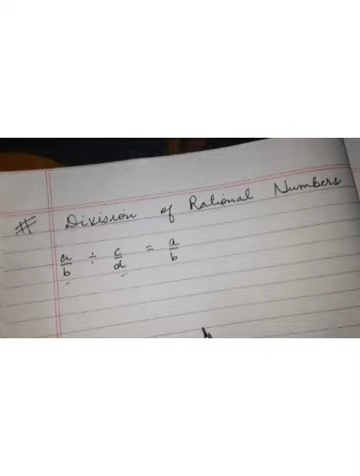 # Division of Rational Numbers
a/b ÷ c/d = a/b